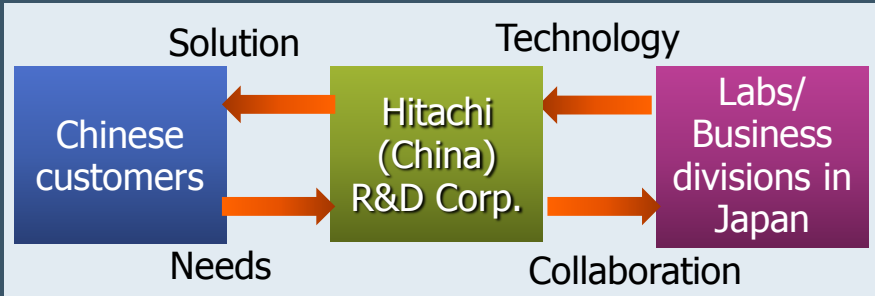 Solution
Technology
Chinese
customers
Hitachi
(China)
R&D Corp.
Labs/
Business
divisions in
Japan
Needs
Collaboration